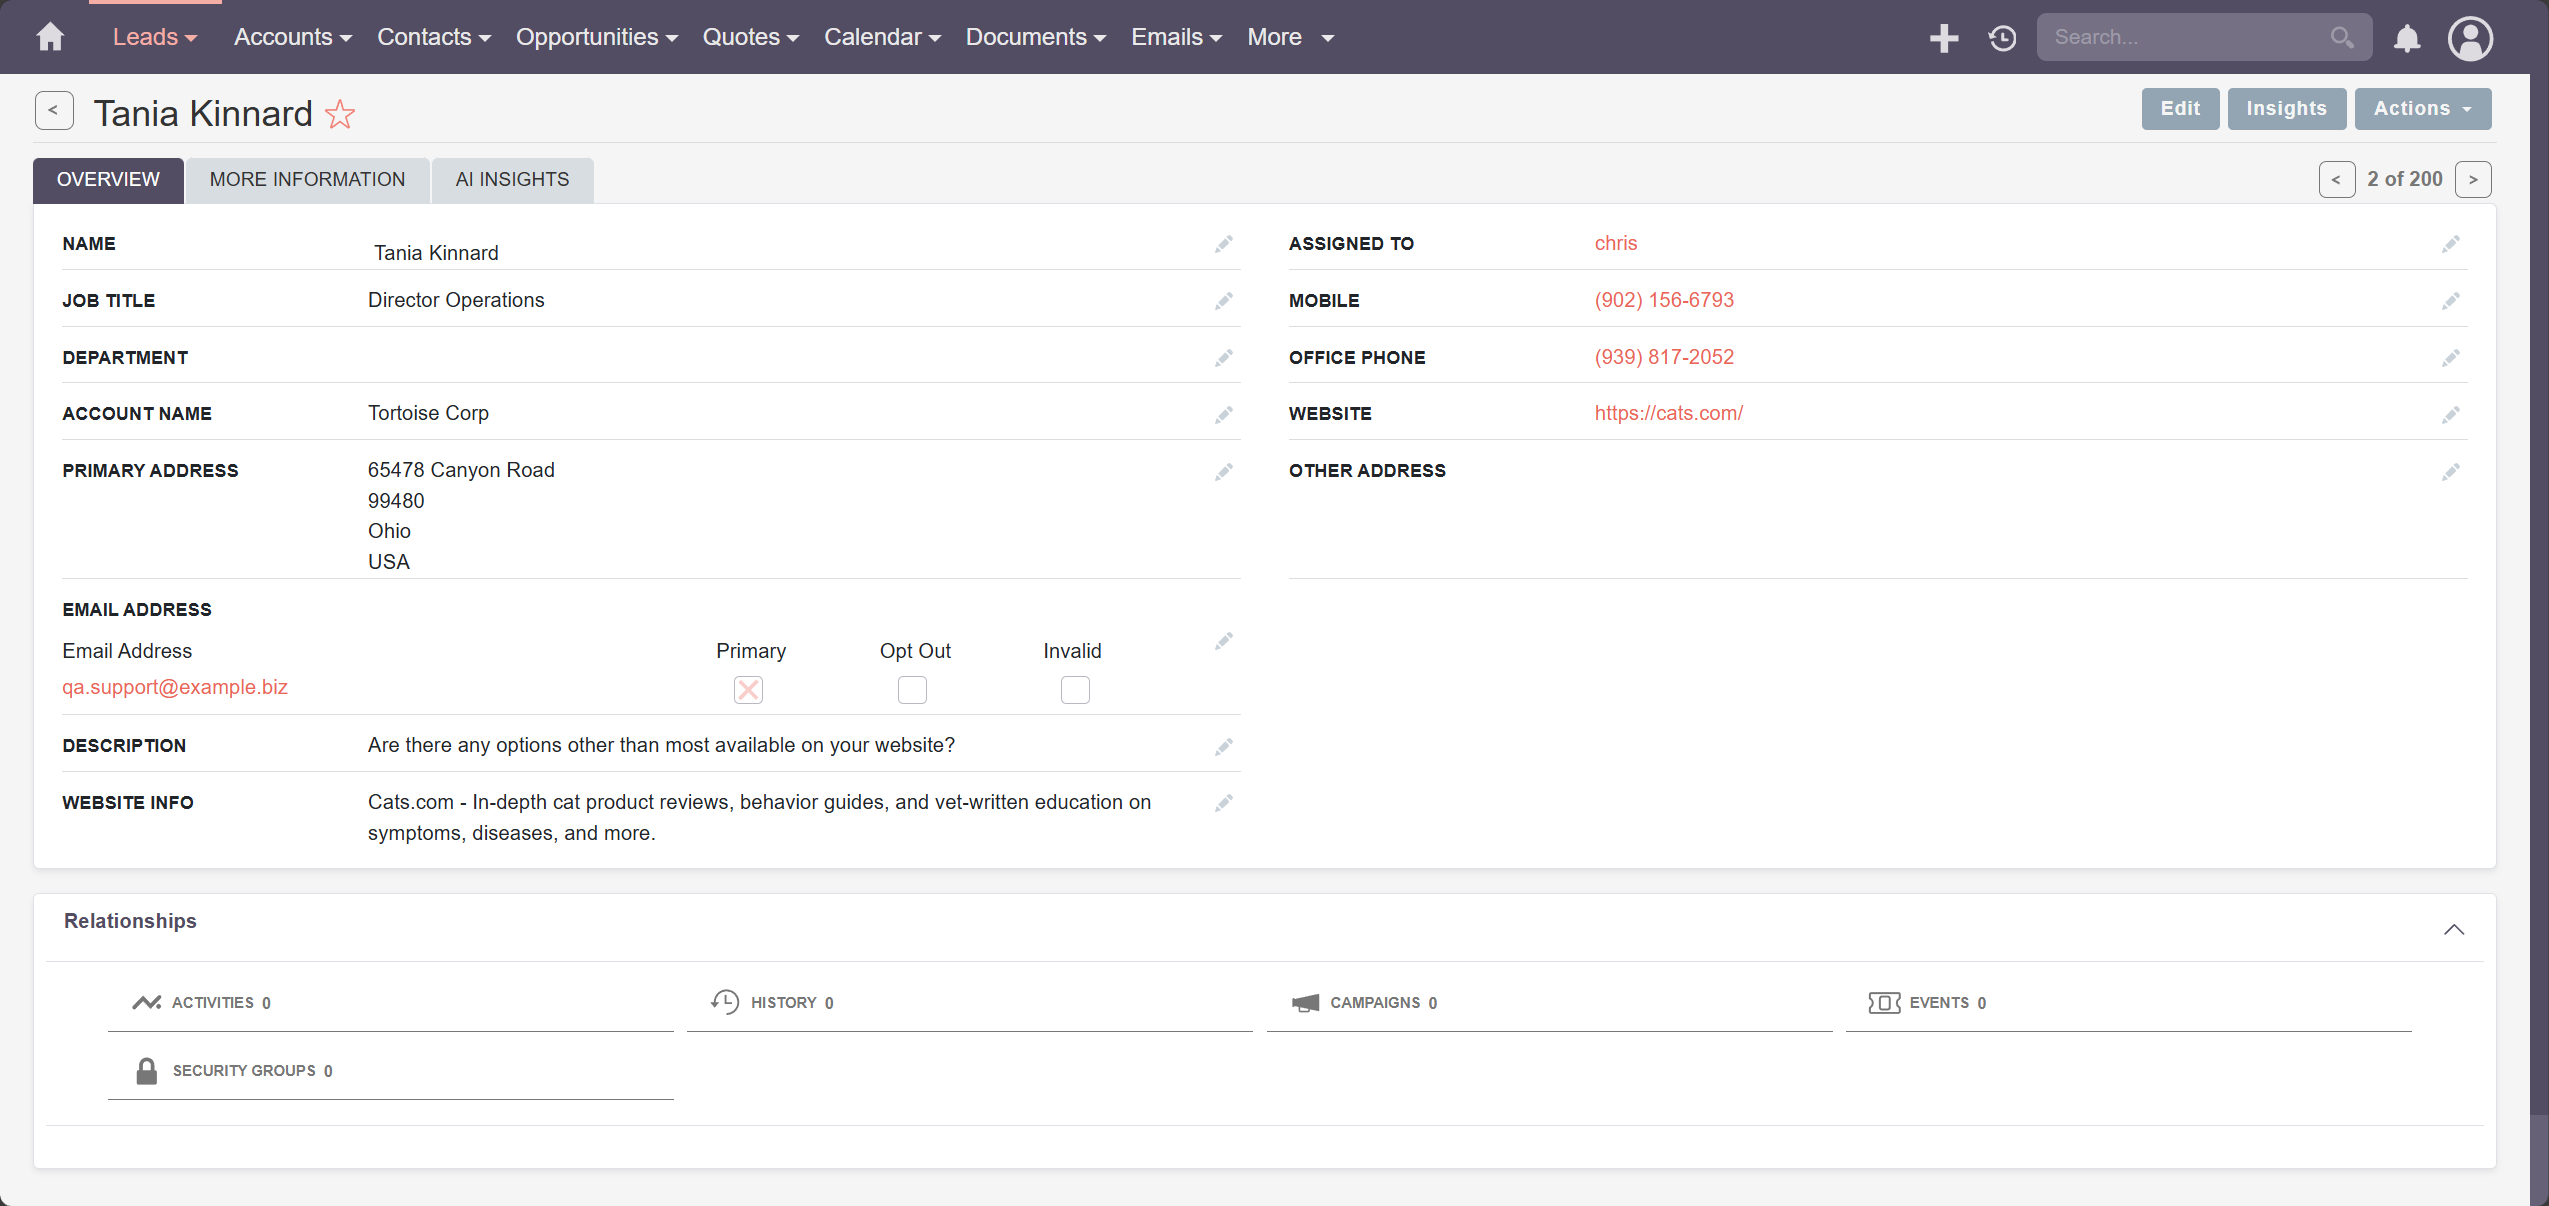 Leads Accounts Contacts Opportunities Quotes Calendar Documents Emails More Search...
< Tania Kinnard Edit Insights Actions
OVERVIEW MORE INFORMATION AI INSIGHTS < 2 of 200 >
NAME Tania Kinnard ASSIGNED TO chris
JOB TITLE Director Operations MOBILE (902) 156-6793
DEPARTMENT OFFICE PHONE (939) 817-2052
ACCOUNT NAME Tortoise Corp WEBSITE https://cats.com/
PRIMARY ADDRESS 65478 Canyon Road OTHER ADDRESS
99480
Ohio
USA
EMAIL ADDRESS
Email Address Primary Opt Out Invalid
qa.support@example.biz
DESCRIPTION Are there any options other than most available on your website?
WEBSITE INFO Cats.com - In-depth cat product reviews, behavior guides, and vet-written education on
symptoms, diseases, and more.
Relationships
ACTIVITIES 0 HISTORY 0 CAMPAIGNS 0 EVENTS 0
SECURITY GROUPS 0